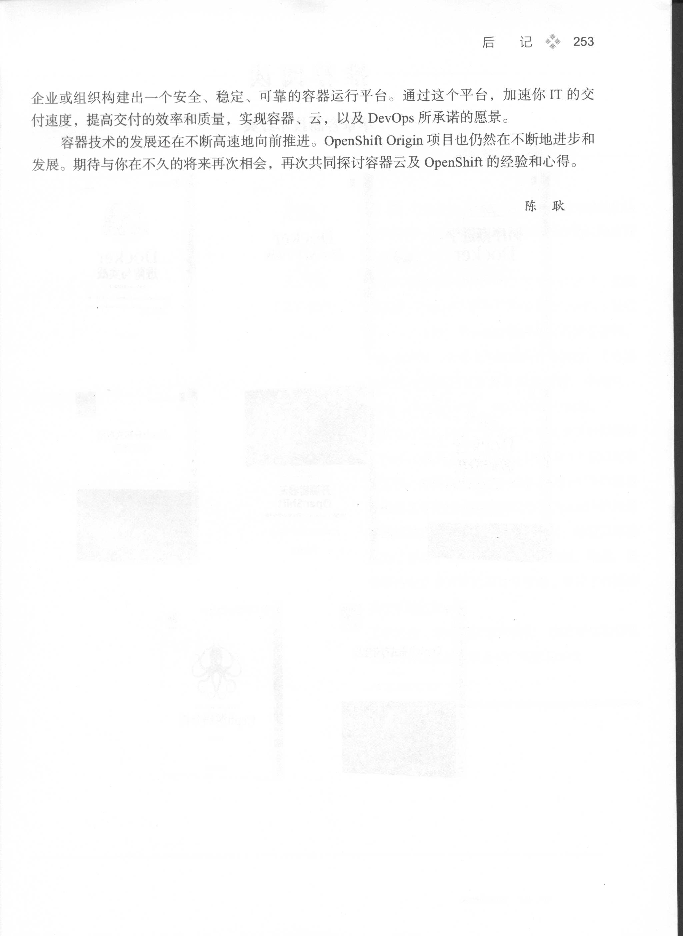 后 记 253
企业或组织构建出一个安全、稳定、可靠的容器运行平台。通过这个平台，加速你 IT 的交
付速度，提高交付的效率和质量，实现容器、云，以及 DevOps 所承诺的愿景。
容器技术的发展还在不断高速地向前推进。OpenShift Origin 项目也仍然在不断地进步和
发展。期待与你在不久的将来再次相会，再次共同探讨容器云及 OpenShift 的经验和心得。
陈 耿